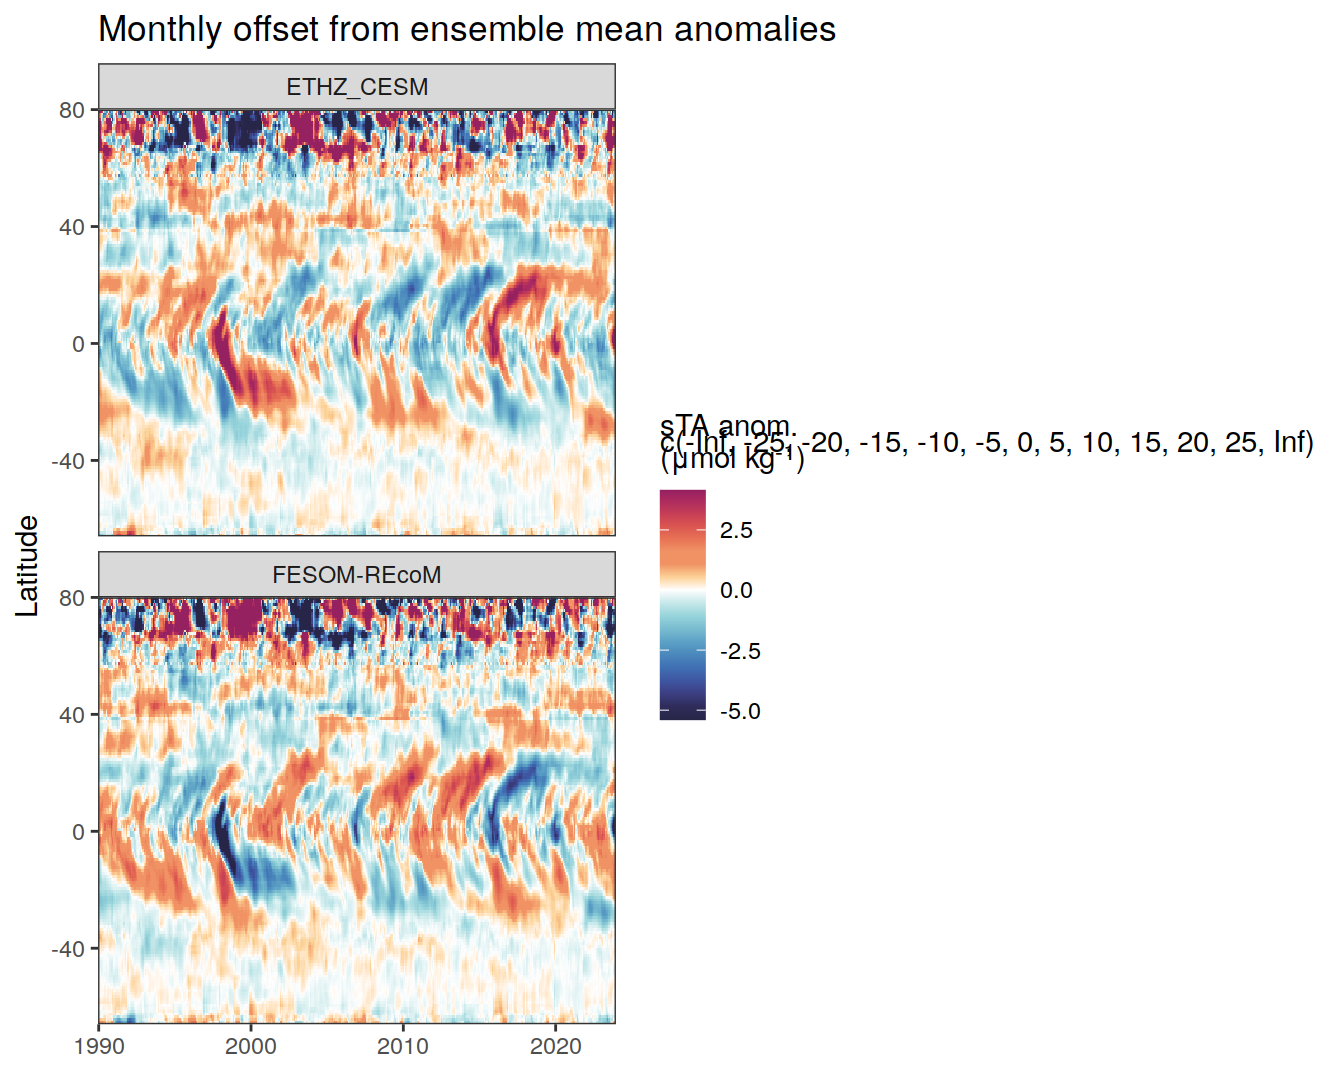 Monthly offset from ensemble mean anomalies
ETHZ_CESM
80
40
0
-40
FESOM-REcoM
80
40
0
-40
1990
2000
2010
2020
Latitude
sTA anom.
c(-Inf, -25, -20, -15, -10, -5, 0, 5, 10, 15, 20, 25, Inf)
(µmol kg⁻¹)
2.5
0.0
-2.5
-5.0